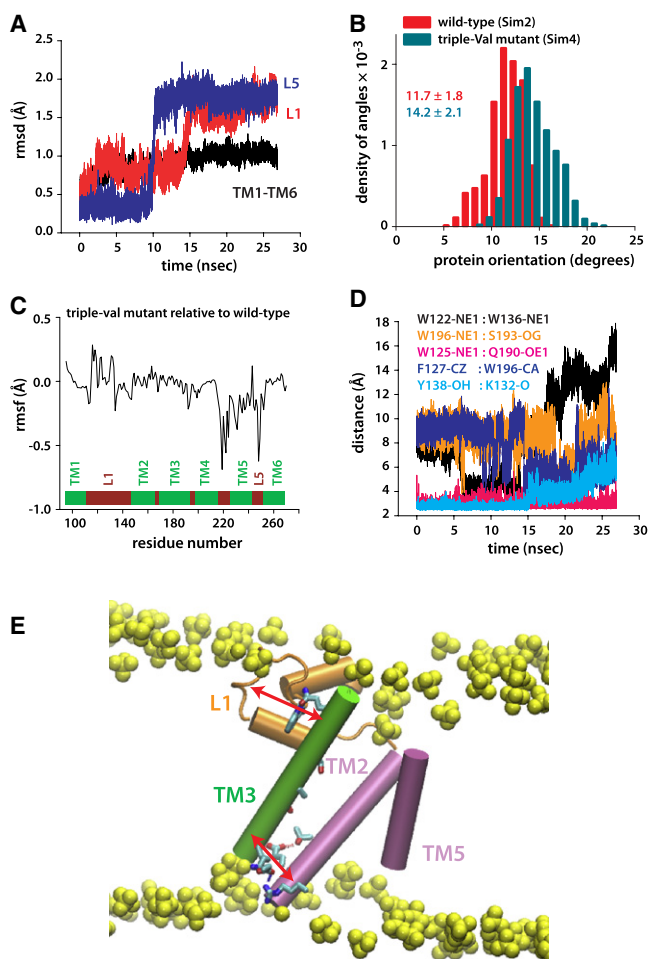 A
2.5
2.0
1.5
1.0
0.5
0.0
rmsd (Å)
L5
L1
TM1-TM6
0 5 10 15 20 25 30
time (nsec)
B
wild-type (Sim2)
triple-Val mutant (Sim4)
density of angles × 10⁻³
2
1
0
11.7 ± 1.8
14.2 ± 2.1
0 5 10 15 20 25
protein orientation (degrees)
C
triple-val mutant relative to wild-type
0.5
0.0
-0.5
-1.0
rmsf (Å)
TM1 L1 TM2 TM3 TM4 TM5 L5 TM6
100 140 180 220 260
residue number
D
W122-NE1 : W136-NE1
W196-NE1 : S193-OG
W125-NE1 : Q190-OE1
F127-CZ : W196-CA
Y138-OH : K132-O
18
16
14
12
10
8
6
4
2
distance (Å)
0 5 10 15 20 25 30
time (nsec)
E
L1
TM2
TM3
TM5